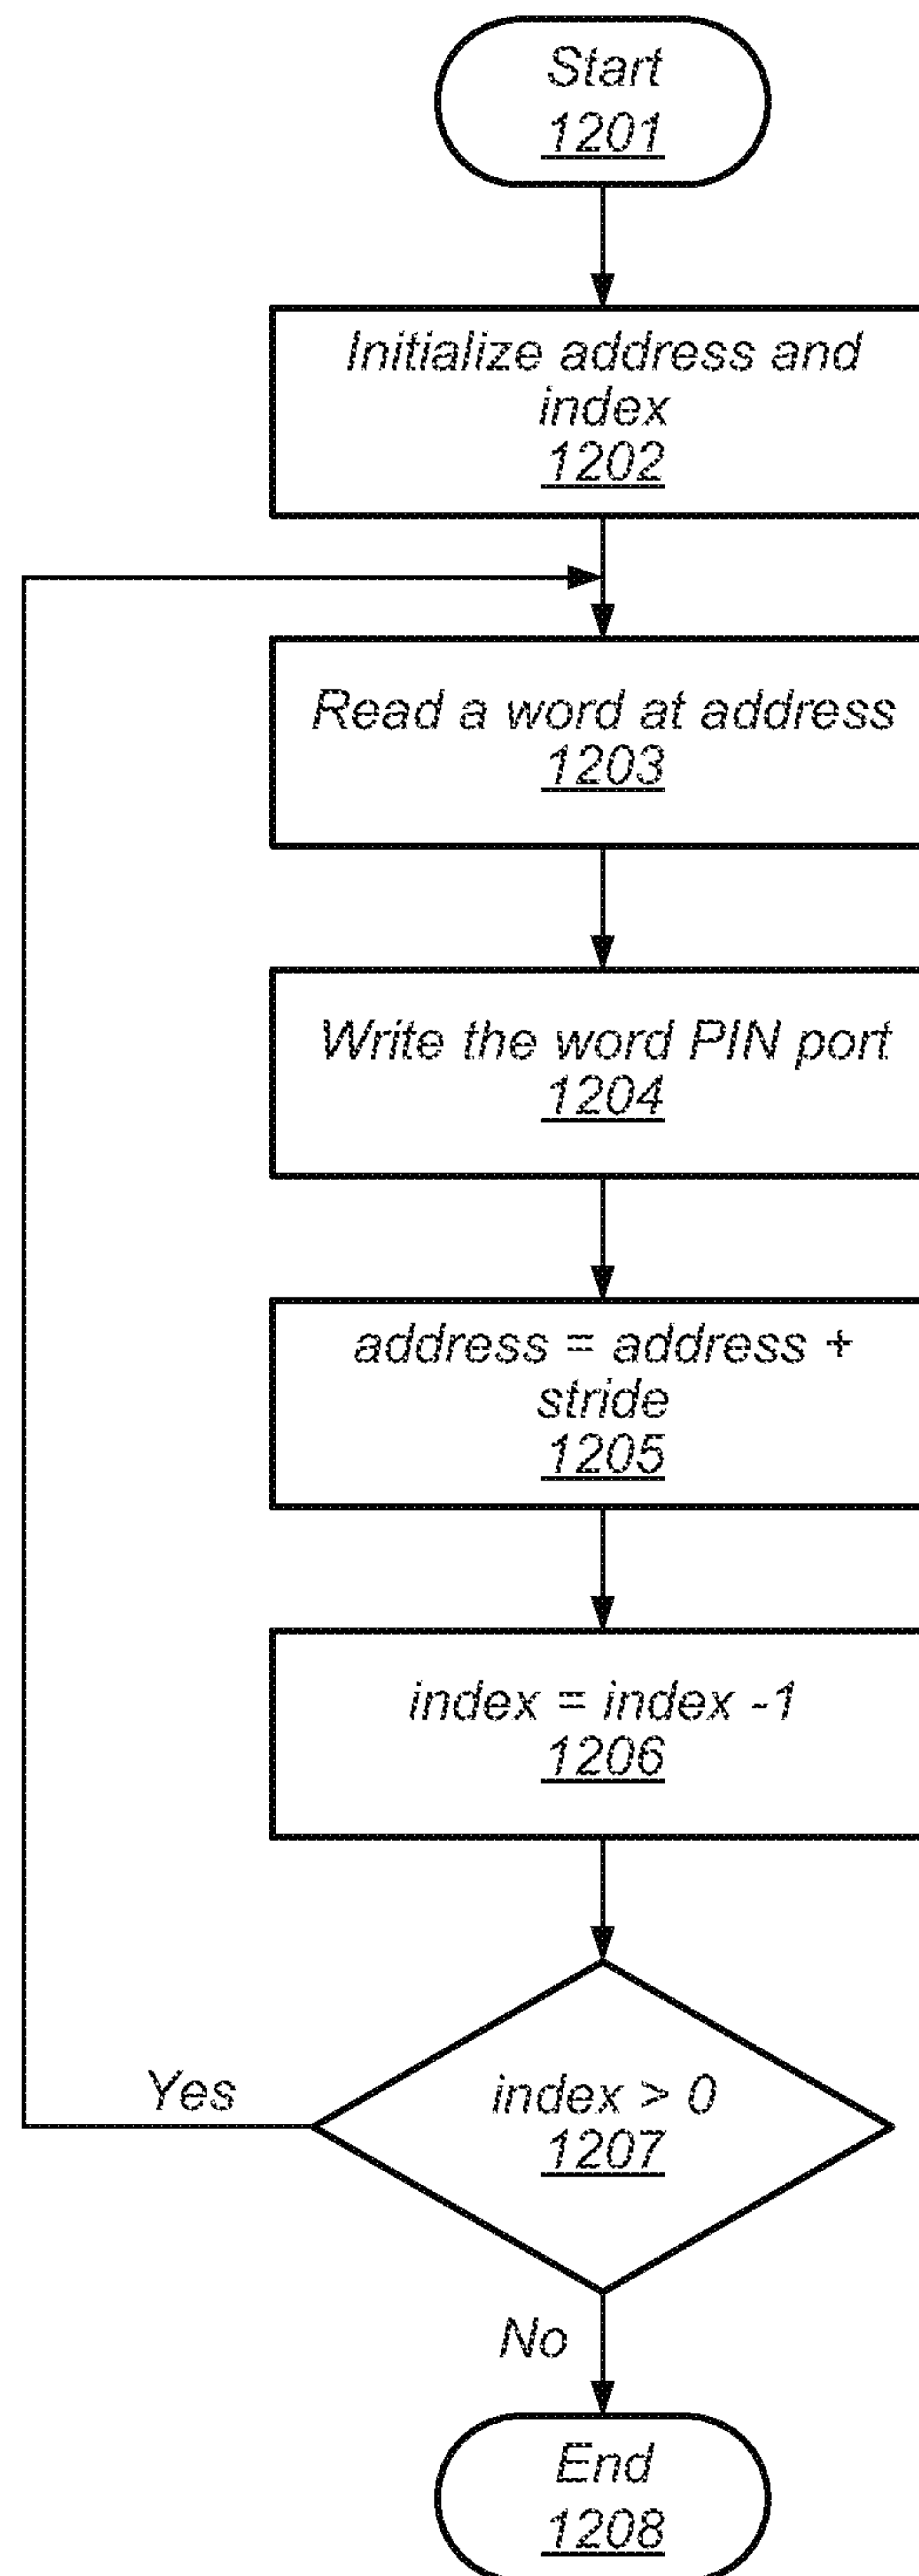 Start
1201
Initialize address and
index
1202
Read a word at address
1203
Write the word PIN port
1204
address = address +
stride
1205
index = index -1
1206
index > 0
1207
Yes
No
End
1208